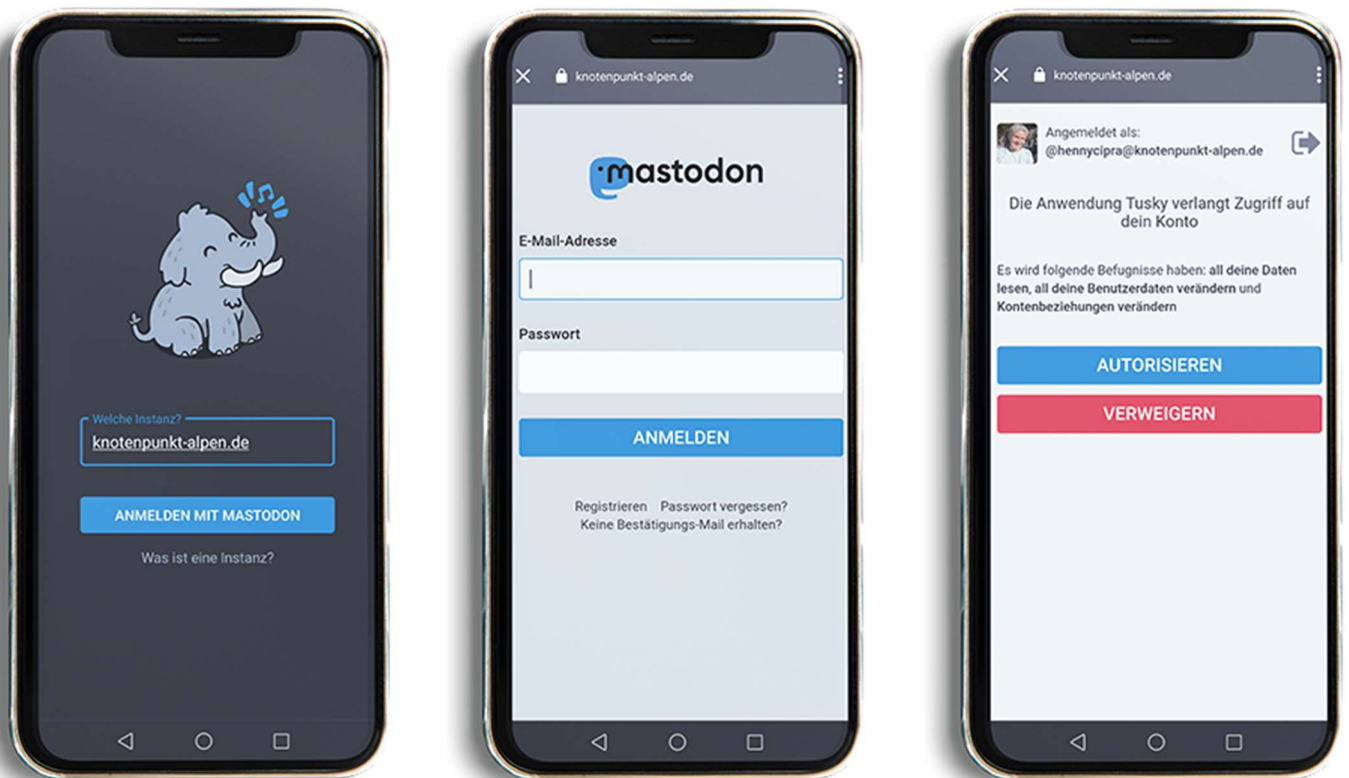 Welche Instanz?
knotenpunkt-alpen.de
ANMELDEN MIT MASTODON
Was ist eine Instanz?
knotenpunkt-alpen.de
mastodon
E-Mail-Adresse
Passwort
ANMELDEN
Registrieren Passwort vergessen?
Keine Bestätigungs-Mail erhalten?
knotenpunkt-alpen.de
Angemeldet als:
@hennycipra@knotenpunkt-alpen.de
Die Anwendung Tusky verlangt Zugriff auf
dein Konto
Es wird folgende Befugnisse haben: all deine Daten
lesen, all deine Benutzerdaten verändern und
Kontenbeziehungen verändern
AUTORISIEREN
VERWEIGERN